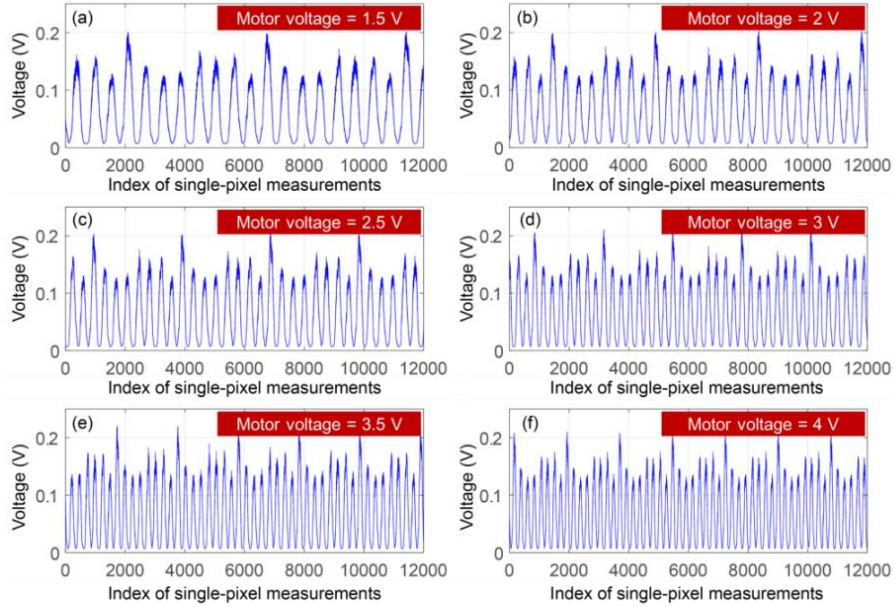 (a) Motor voltage = 1.5 V
0.2
0.1
0
Voltage (V)
0 2000 4000 6000 8000 10000 12000
Index of single-pixel measurements
(b) Motor voltage = 2 V
0.2
0.1
0
Voltage (V)
0 2000 4000 6000 8000 10000 12000
Index of single-pixel measurements
(c) Motor voltage = 2.5 V
0.2
0.1
0
Voltage (V)
0 2000 4000 6000 8000 10000 12000
Index of single-pixel measurements
(d) Motor voltage = 3 V
0.2
0.1
0
Voltage (V)
0 2000 4000 6000 8000 10000 12000
Index of single-pixel measurements
(e) Motor voltage = 3.5 V
0.2
0.1
0
Voltage (V)
0 2000 4000 6000 8000 10000 12000
Index of single-pixel measurements
(f) Motor voltage = 4 V
0.2
0.1
0
Voltage (V)
0 2000 4000 6000 8000 10000 12000
Index of single-pixel measurements